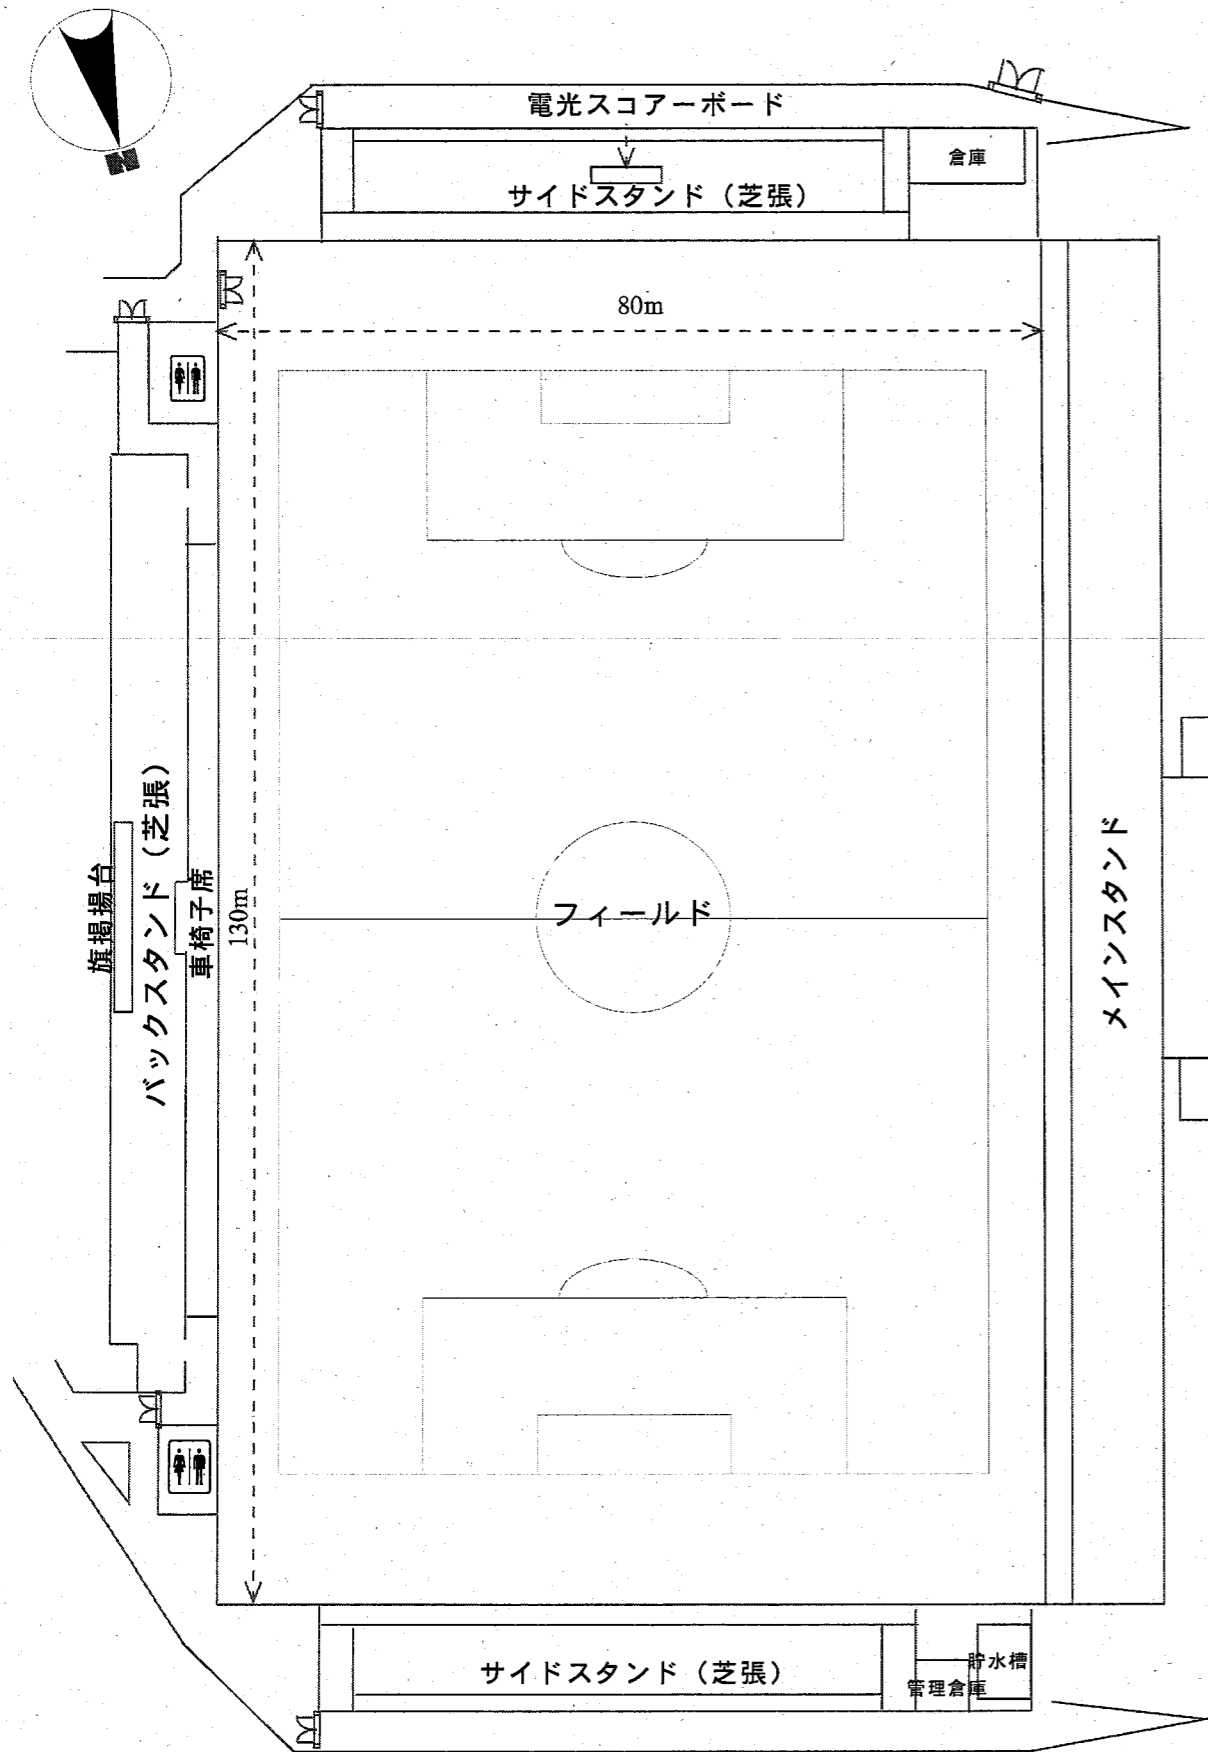 N
電光スコアーボード
倉庫
サイドスタンド（芝張）
80m
旗掲揚台
バックスタンド（芝張）
車椅子席
130m
フィールド
メインスタンド
サイドスタンド（芝張）
貯水槽
管理倉庫